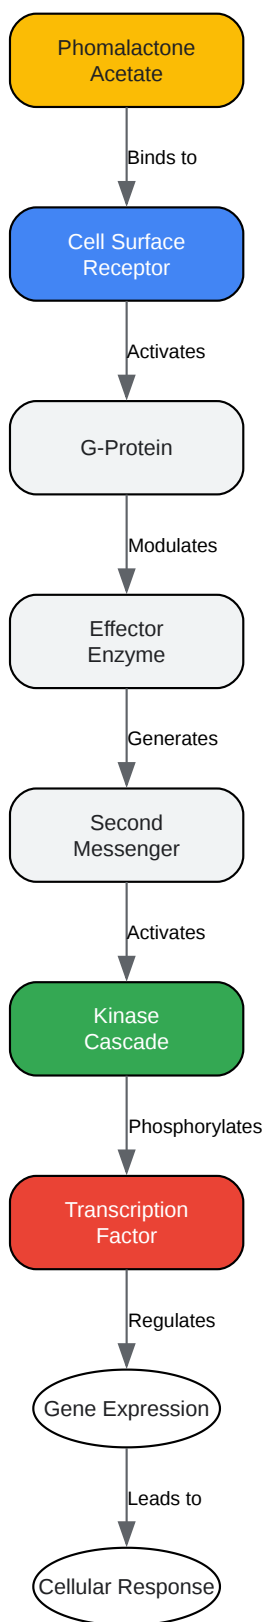 Phomalactone
Acetate
Binds to
Cell Surface
Receptor
Activates
G-Protein
Modulates
Effector
Enzyme
Generates
Second
Messenger
Activates
Kinase
Cascade
Phosphorylates
Transcription
Factor
Regulates
Gene Expression
Leads to
Cellular Response